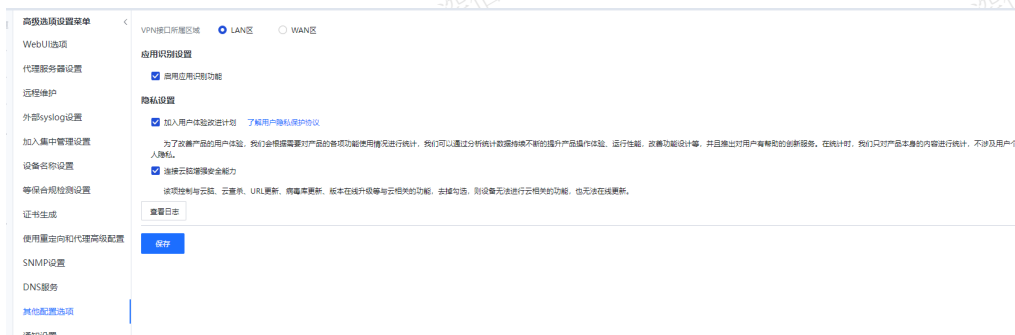 高级选项设置菜单
WebUI选项
代理服务器设置
远程维护
外部syslog设置
加入集中管理设置
设备名称设置
等保合规检测设置
证书生成
使用重定向和代理高级配置
SNMP设置
DNS服务
其他配置选项
通知设置
VPN接口所属区域 LAN区 WAN区
应用识别设置
启用应用识别功能
隐私设置
加入用户体验改进计划 了解用户隐私保护协议
为了改善产品的用户体验，我们会根据需要对产品的各项功能使用情况进行统计，我们可以通过分析统计数据持续不断的提升产品操作体验、运行性能，改善功能设计等，并且推出对用户有帮助的创新服务。在统计时，我们只对产品本身的内容进行统计，不涉及用户个
人隐私。
连接云脑增强安全能力
该项控制与云脑、云查杀、URL更新、病毒库更新、版本在线升级等与云相关的功能，去掉勾选，则设备无法进行云相关的功能，也无法在线更新。
查看日志
保存